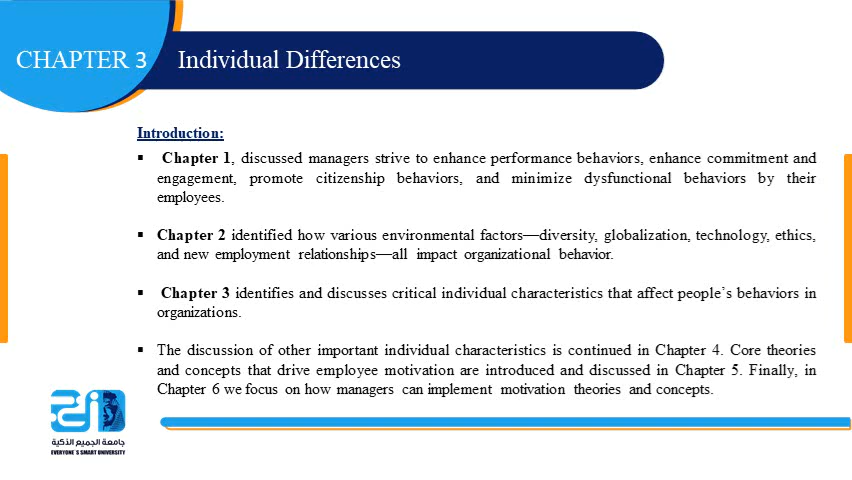 CHAPTER 3 Individual Differences
Introduction:
▪ Chapter 1, discussed managers strive to enhance performance behaviors, enhance commitment and
engagement, promote citizenship behaviors, and minimize dysfunctional behaviors by their
employees.
▪ Chapter 2 identified how various environmental factors—diversity, globalization, technology, ethics,
and new employment relationships—all impact organizational behavior.
▪ Chapter 3 identifies and discusses critical individual characteristics that affect people’s behaviors in
organizations.
▪ The discussion of other important individual characteristics is continued in Chapter 4. Core theories
and concepts that drive employee motivation are introduced and discussed in Chapter 5. Finally, in
Chapter 6 we focus on how managers can implement motivation theories and concepts.
جامعة الجميع الذكية
EVERYONE'S SMART UNIVERSITY